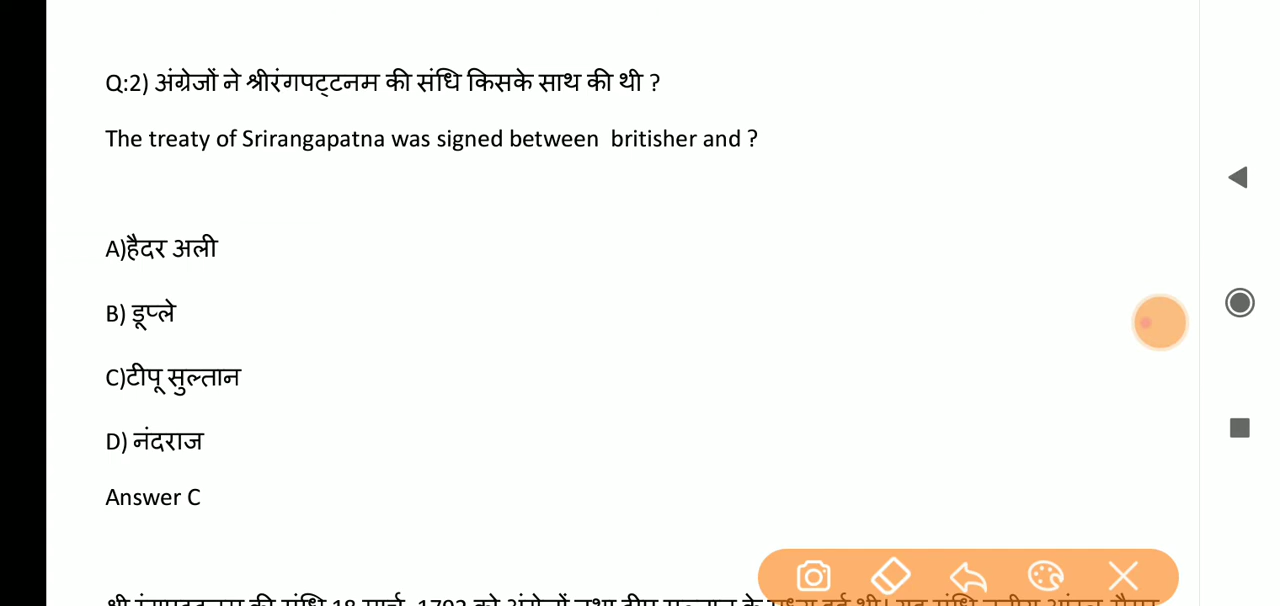 Q:2) अंग्रेजों ने श्रीरंगपट्टनम की संधि किसके साथ की थी ?
The treaty of Srirangapatna was signed between britisher and ?
A)हैदर अली
B) डूप्ले
C)टीपू सुल्तान
D) नंदराज
Answer C